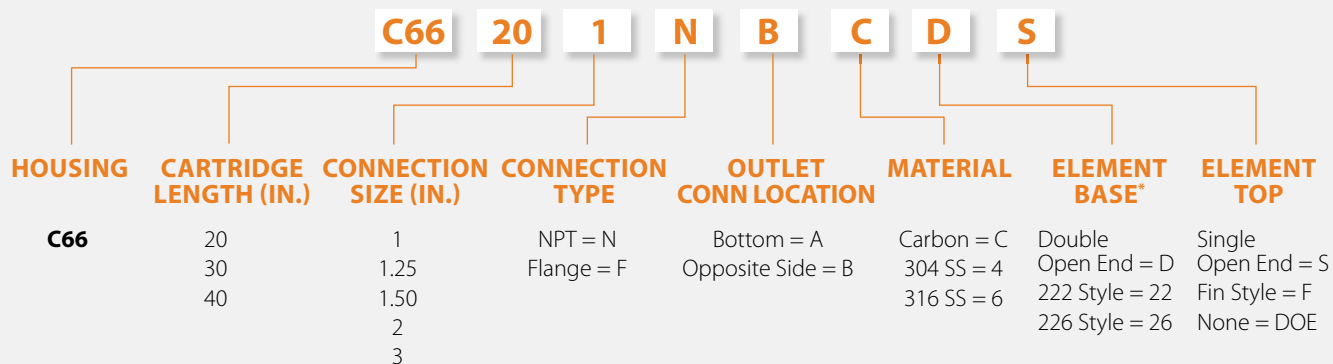 C66 20 1 N B C D S
HOUSING CARTRIDGE LENGTH (IN.) CONNECTION SIZE (IN.) CONNECTION TYPE OUTLET CONN LOCATION MATERIAL ELEMENT BASE* ELEMENT TOP
C66 20 1 NPT = N Bottom = A Carbon = C Double Single
30 1.25 Flange = F Opposite Side = B 304 SS = 4 Open End = D Open End = S
40 1.50 316 SS = 6 222 Style = 22 Fin Style = F
2 226 Style = 26 None = DOE
3